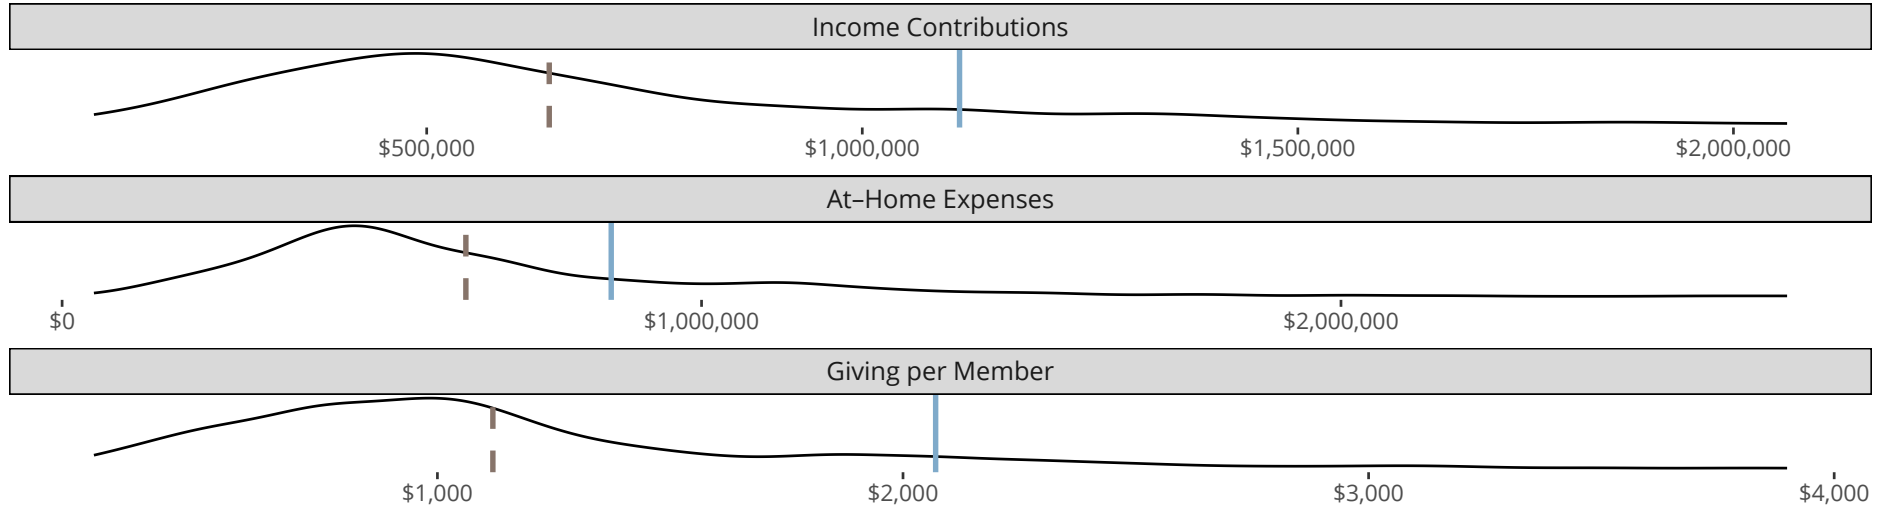 Income Contributions
$500,000 $1,000,000 $1,500,000 $2,000,000
At–Home Expenses
$0 $1,000,000 $2,000,000
Giving per Member
$1,000 $2,000 $3,000 $4,000